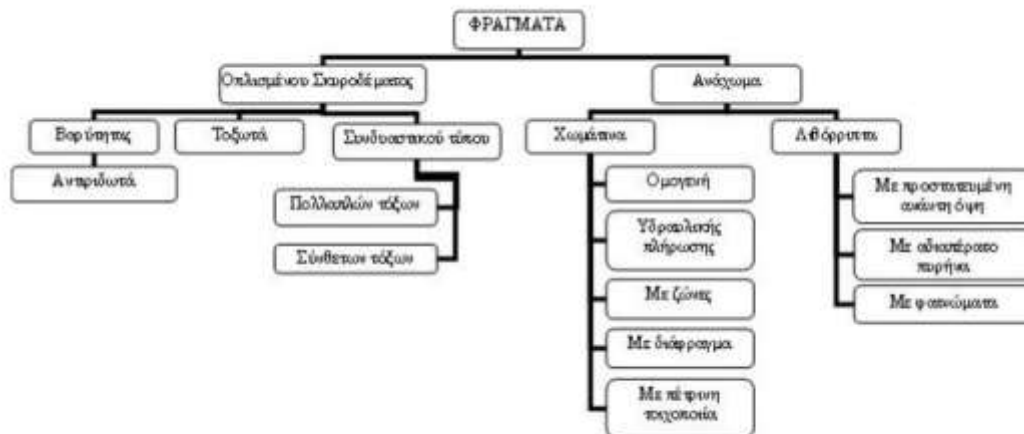 ΦΡΑΓΜΑΤΑ
Οπλισμένου Σκυροδέματος
Ανάχωμα
Βαρύτητας
Τοξωτά
Συνδυαστικού τύπου
Χωμάτινα
Λιθόρριπτα
Αντιριδωτά
Πολλαπλών τόξων
Σύνθετων τόξων
Ομογενή
Υδραυλικής
πλήρωσης
Με ζώνες
Με διάφραγμα
Με πέτρινη
τοιχοποιία
Με προστατευμένη
ανάντη όψη
Με αδιαπέρατο
πυρήνα
Με φατνώματα